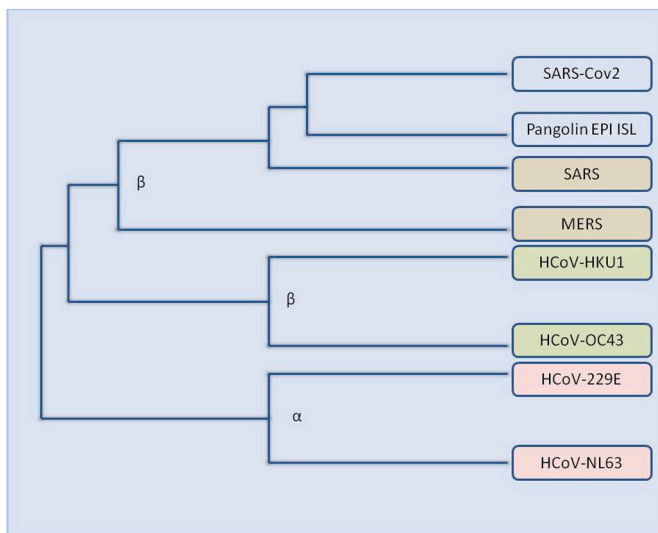 SARS-Cov2
Pangolin EPI ISL
SARS
β
MERS
HCoV-HKU1
β
HCoV-OC43
HCoV-229E
α
HCoV-NL63